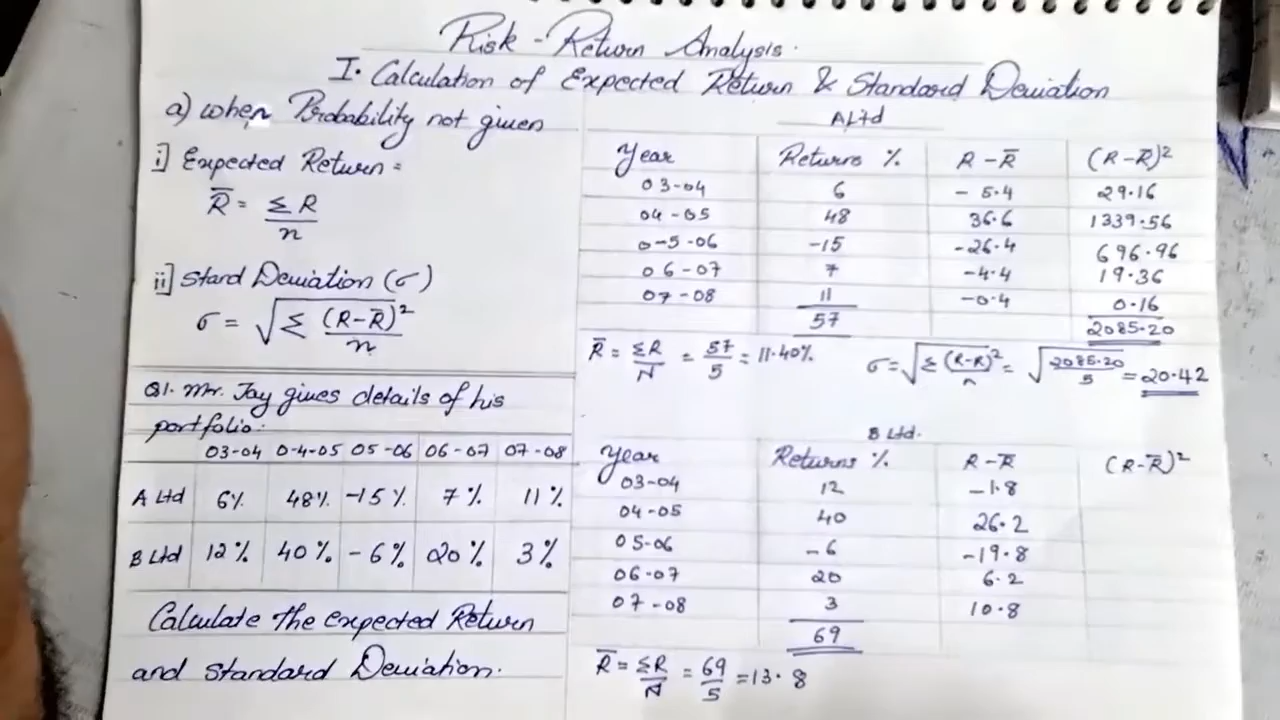 Risk - Return Analysis.
I. Calculation of Expected Return & Standard Deviation
a) when Probability not given
i] Expected Return =
R̅ = ΣR / n
ii] Stard Deviation (σ)
σ = √Σ (R-R̅)² / n
Q1. Mr. Jay gives details of his
portfolio:
03-04 0-4-05 05-06 06-07 07-08
A Ltd 6% 48% -15% 7% 11%
B Ltd 12% 40% -6% 20% 3%
Calculate the expected Return
and Standard Deviation.
A Ltd
Year Returns % R-R̅ (R-R̅)²
03-04 6 -5.4 29.16
04-05 48 36.6 1339.56
0-5-06 -15 -26.4 696.96
06-07 7 -4.4 19.36
07-08 11 -0.4 0.16
57 2085.20
R̅ = ΣR / N = 57 / 5 = 11.40% σ = √Σ (R-R)² / n = √2085.20 / 5 = 20.42
B Ltd.
Year Returns % R-R̅ (R-R̅)²
03-04 12 -1.8
04-05 40 26.2
05-06 -6 -19.8
06-07 20 6.2
07-08 3 10.8
69
R̅ = ΣR / N = 69 / 5 = 13.8